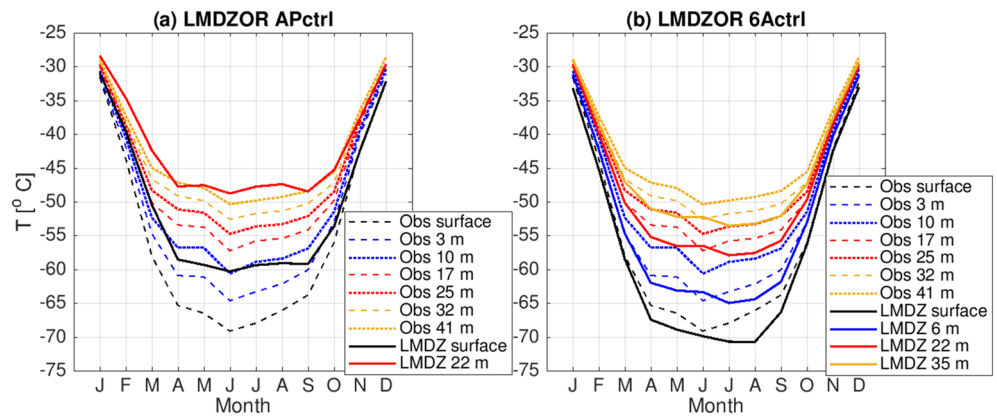 (a) LMDZOR APctrl
-25
-30
-35
-40
-45
-50
-55
-60
-65
-70
-75
T [° C]
J F M A M J J A S O N D
Month
Obs surface
Obs 3 m
Obs 10 m
Obs 17 m
Obs 25 m
Obs 32 m
Obs 41 m
LMDZ surface
LMDZ 22 m
(b) LMDZOR 6Actrl
-25
-30
-35
-40
-45
-50
-55
-60
-65
-70
-75
J F M A M J J A S O N D
Month
Obs surface
Obs 3 m
Obs 10 m
Obs 17 m
Obs 25 m
Obs 32 m
Obs 41 m
LMDZ surface
LMDZ 6 m
LMDZ 22 m
LMDZ 35 m